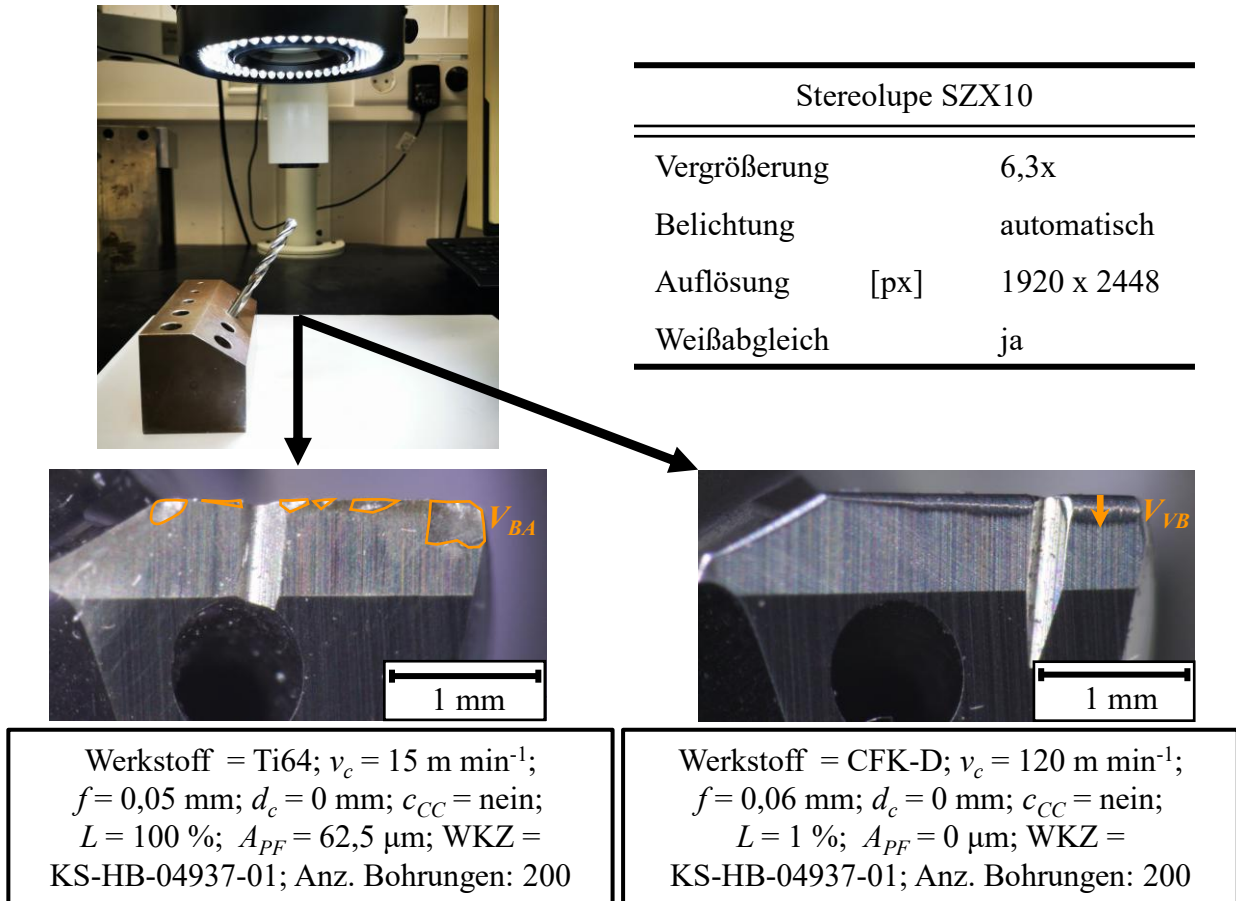 Stereolupe SZX10
Vergrößerung 6,3x
Belichtung automatisch
Auflösung [px] 1920 x 2448
Weißabgleich ja
V_BA
V_VB
1 mm
1 mm
Werkstoff = Ti64; v_c = 15 m min⁻¹;
f = 0,05 mm; d_c = 0 mm; c_CC = nein;
L = 100 %; A_PF = 62,5 µm; WKZ =
KS-HB-04937-01; Anz. Bohrungen: 200
Werkstoff = CFK-D; v_c = 120 m min⁻¹;
f = 0,06 mm; d_c = 0 mm; c_CC = nein;
L = 1 %; A_PF = 0 µm; WKZ =
KS-HB-04937-01; Anz. Bohrungen: 200